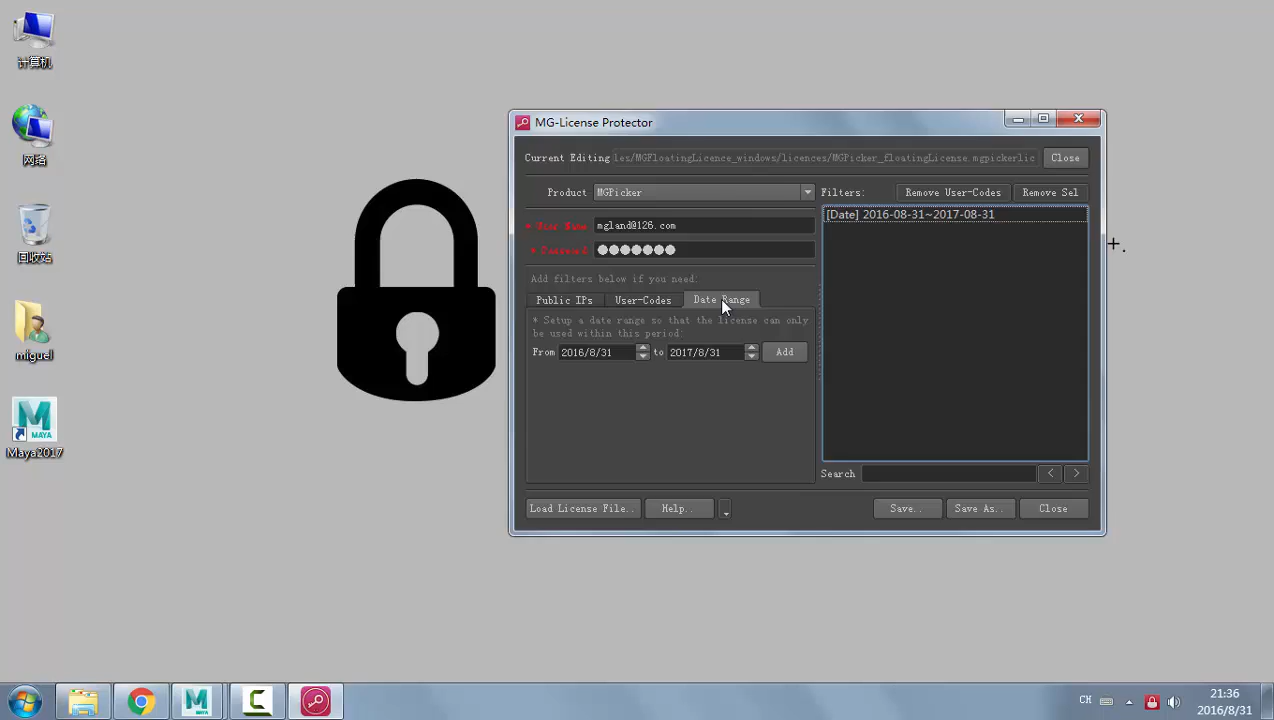 计算机
网络
回收站
miguel
MAYA
Maya2017
MG-License Protector
Current Editing les/MGFloatingLicence_windows/licences/MGPicker_floatingLicense.mgpickerlic Close
Product MGPicker Filters: Remove User-Codes Remove Sel
* User Name mgland@126.com
* Password
[Date] 2016-08-31~2017-08-31
Add filters below if you need:
Public IPs User-Codes Date Range
* Setup a date range so that the license can only
be used within this period:
From 2016/8/31 to 2017/8/31 Add
Search < >
Load License File.. Help.. Save.. Save As.. Close
CH 21:36
2016/8/31